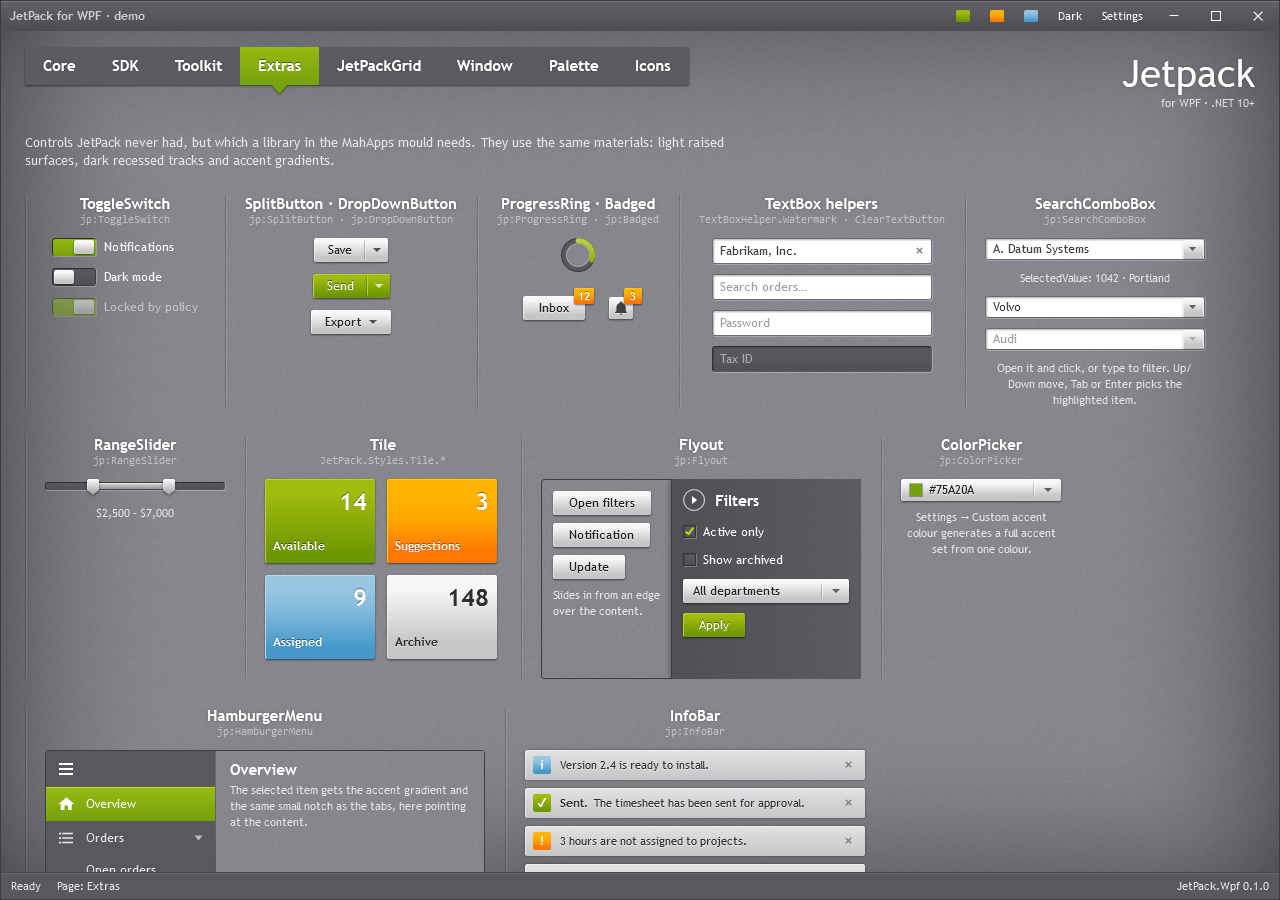 JetPack for WPF · demo
Dark
Settings
Core
SDK
Toolkit
Extras
JetPackGrid
Window
Palette
Icons
Jetpack
for WPF · .NET 10+
Controls JetPack never had, but which a library in the MahApps mould needs. They use the same materials: light raised
surfaces, dark recessed tracks and accent gradients.
ToggleSwitch
jp:ToggleSwitch
Notifications
Dark mode
Locked by policy
SplitButton · DropDownButton
jp:SplitButton · jp:DropDownButton
Save
Send
Export
ProgressRing · Badged
jp:ProgressRing · jp:Badged
Inbox
12
3
TextBox helpers
TextBoxHelper.Watermark · ClearTextButton
Fabrikam, Inc.
Search orders...
Password
Tax ID
SearchComboBox
jp:SearchComboBox
A. Datum Systems
SelectedValue: 1042 · Portland
Volvo
Audi
Open it and click, or type to filter. Up/
Down move, Tab or Enter picks the
highlighted item.
RangeSlider
jp:RangeSlider
$2,500 - $7,000
Tile
JetPack.Styles.Tile.*
14
Available
3
Suggestions
9
Assigned
148
Archive
Flyout
jp:Flyout
Open filters
Notification
Update
Slides in from an edge
over the content.
Filters
Active only
Show archived
All departments
Apply
ColorPicker
jp:ColorPicker
#75A20A
Settings → Custom accent
colour generates a full accent
set from one colour.
HamburgerMenu
jp:HamburgerMenu
Overview
Orders
Open orders
Overview
The selected item gets the accent gradient and
the same small notch as the tabs, here pointing
at the content.
InfoBar
jp:InfoBar
Version 2.4 is ready to install.
Sent. The timesheet has been sent for approval.
3 hours are not assigned to projects.
Ready
Page: Extras
JetPack.Wpf 0.1.0